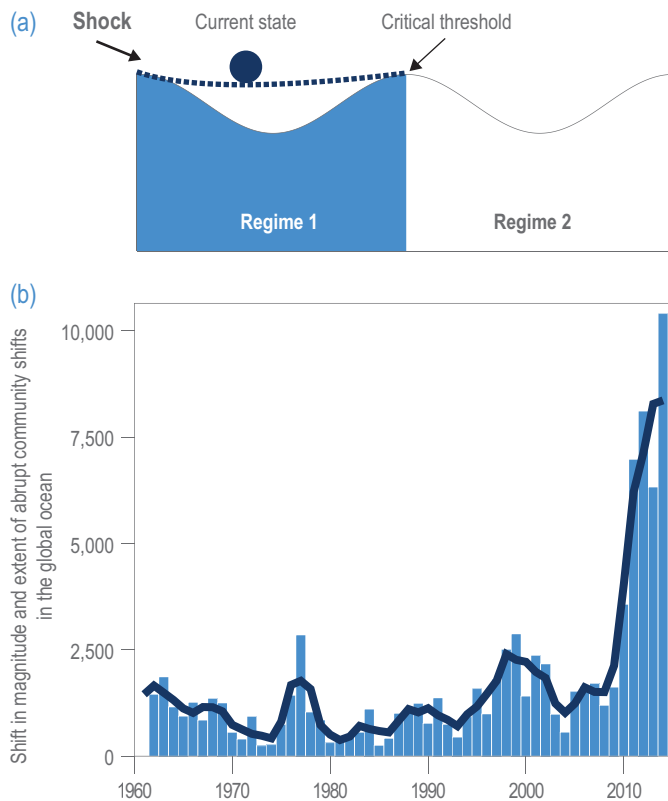 (a)
Shock
Current state
Critical threshold
Regime 1
Regime 2
(b)
Shift in magnitude and extent of abrupt community shifts
in the global ocean
10,000
7,500
5,000
2,500
0
1960
1970
1980
1990
2000
2010